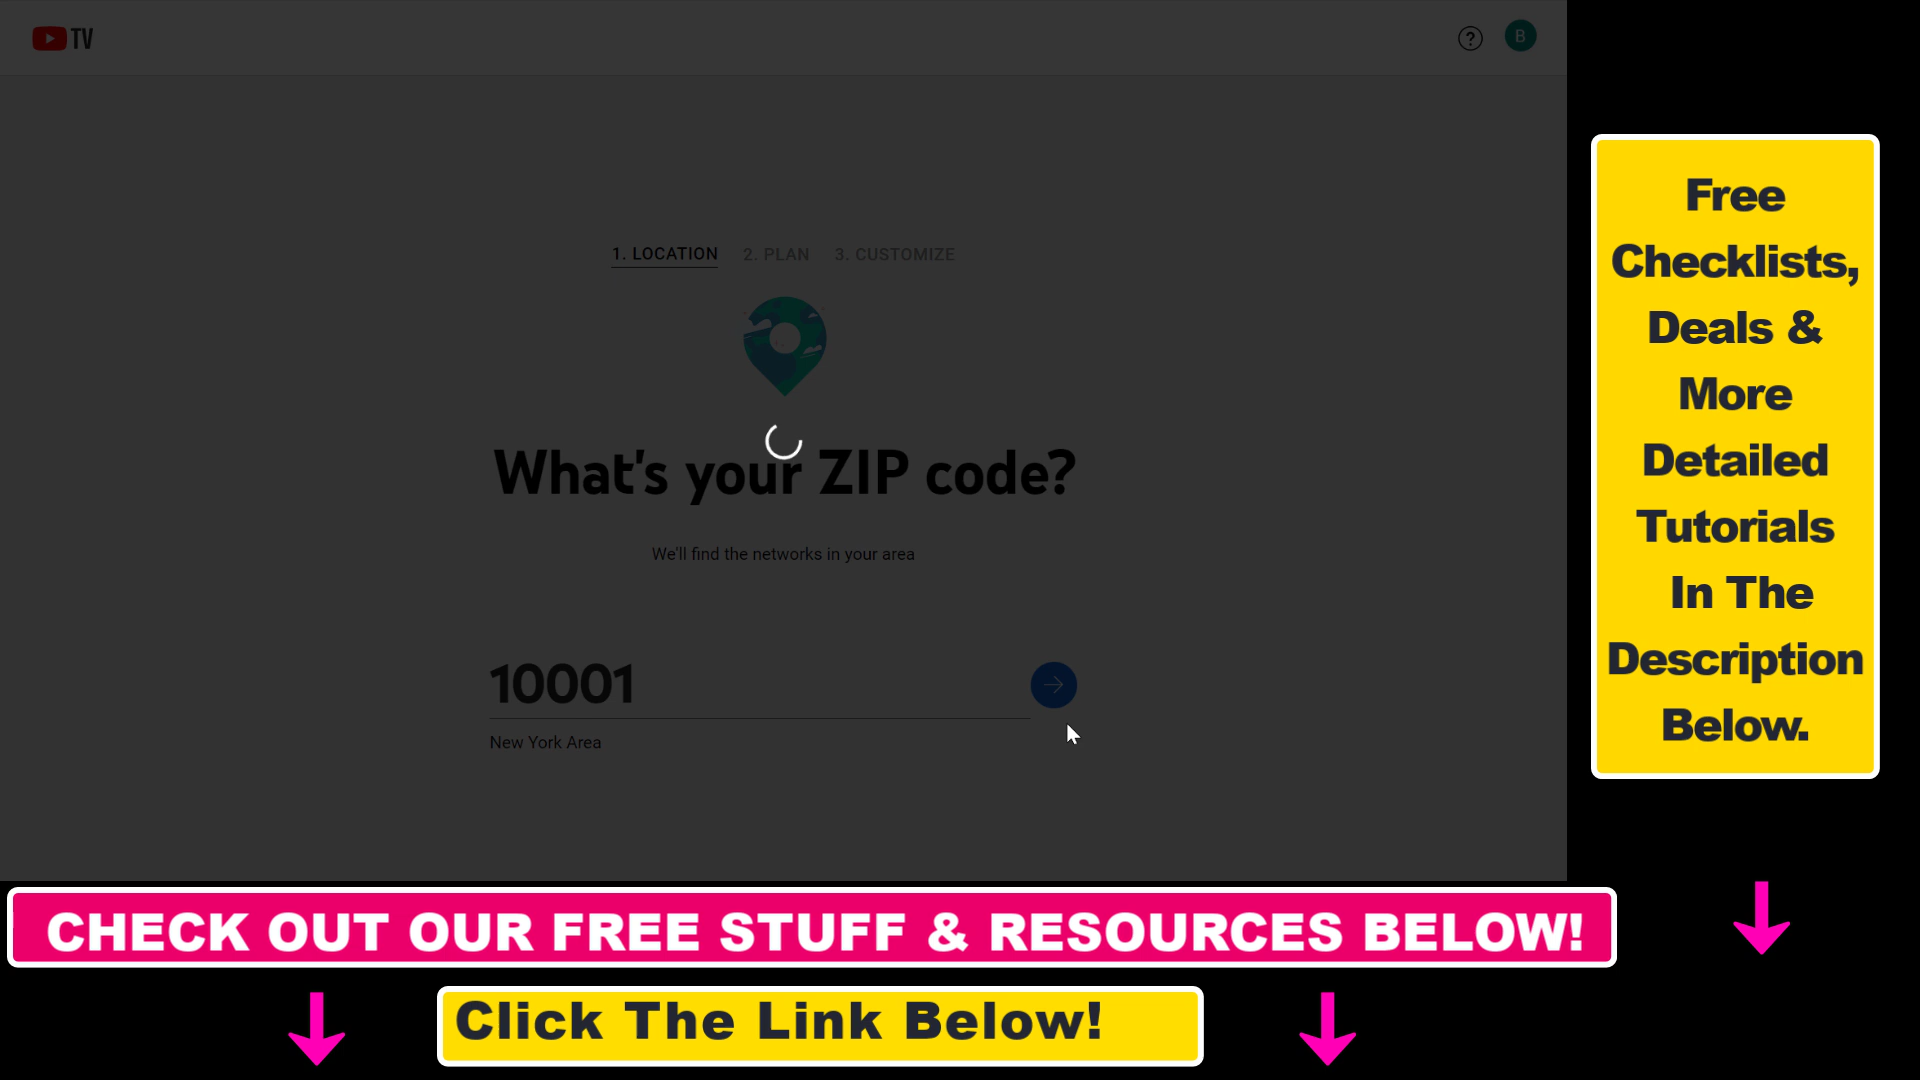 TV
?
B
1. LOCATION 2. PLAN 3. CUSTOMIZE
What's your ZIP code?
We'll find the networks in your area
10001
New York Area
Free
Checklists,
Deals &
More
Detailed
Tutorials
In The
Description
Below.
CHECK OUT OUR FREE STUFF & RESOURCES BELOW!
Click The Link Below!